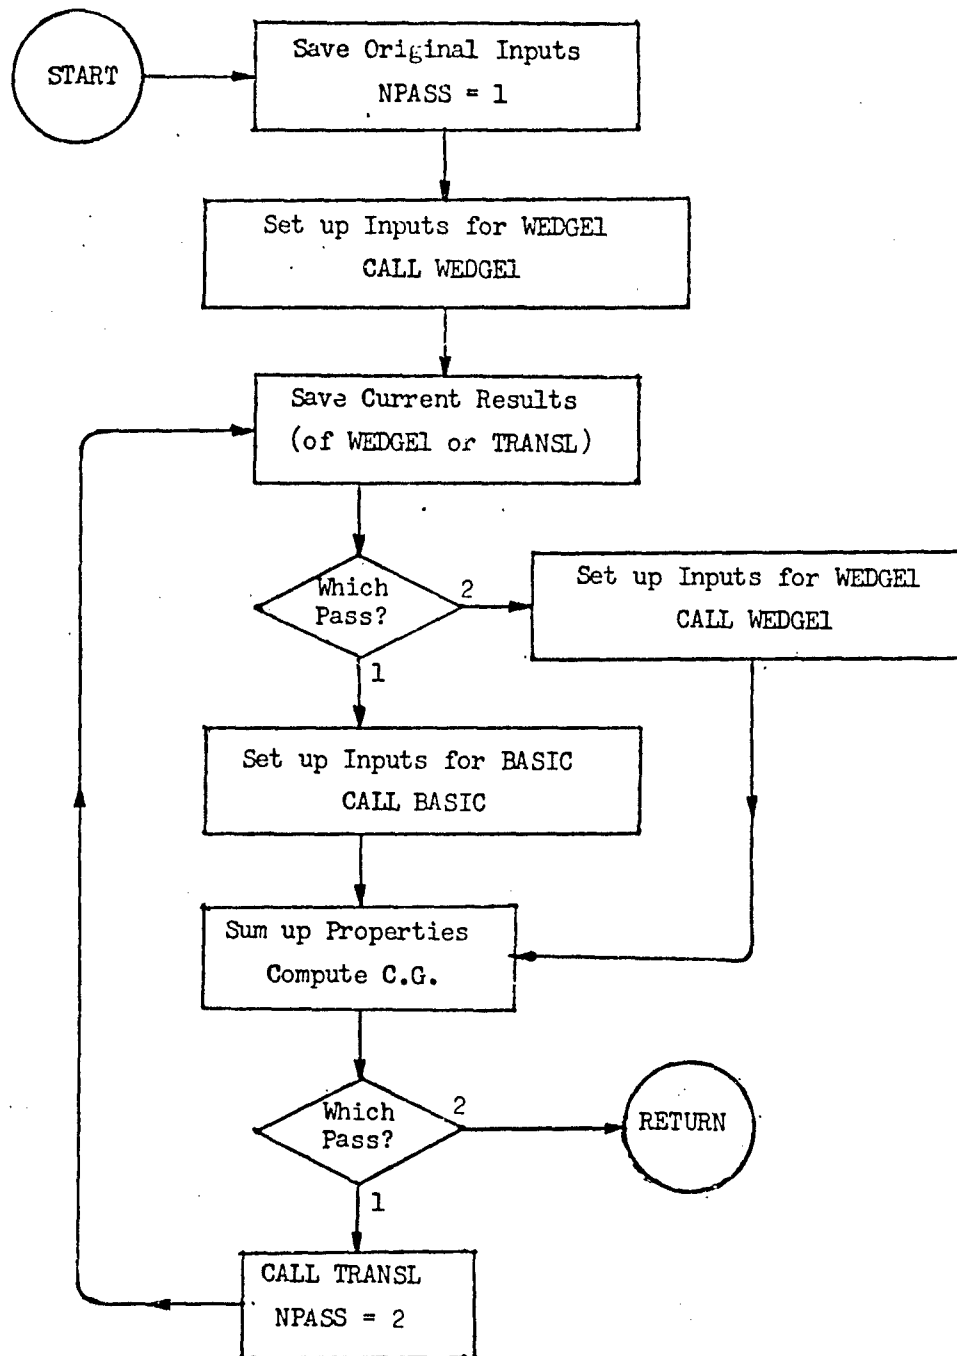 START
Save Original Inputs
NPASS = 1
Set up Inputs for WEDGE1
CALL WEDGE1
Save Current Results
(of WEDGE1 or TRANSL)
Which
Pass?
2
1
Set up Inputs for WEDGE1
CALL WEDGE1
Set up Inputs for BASIC
CALL BASIC
Sum up Properties
Compute C.G.
Which
Pass?
2
1
RETURN
CALL TRANSL
NPASS = 2